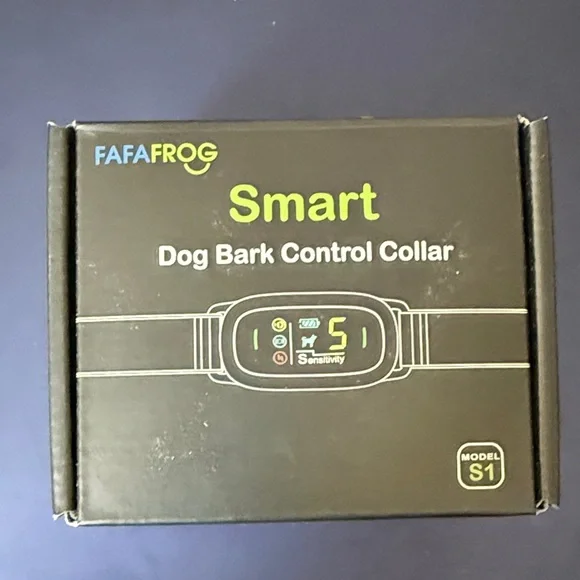 FAFAFROG
Smart
Dog Bark Control Collar
5
Sensitivity
MODEL
S1